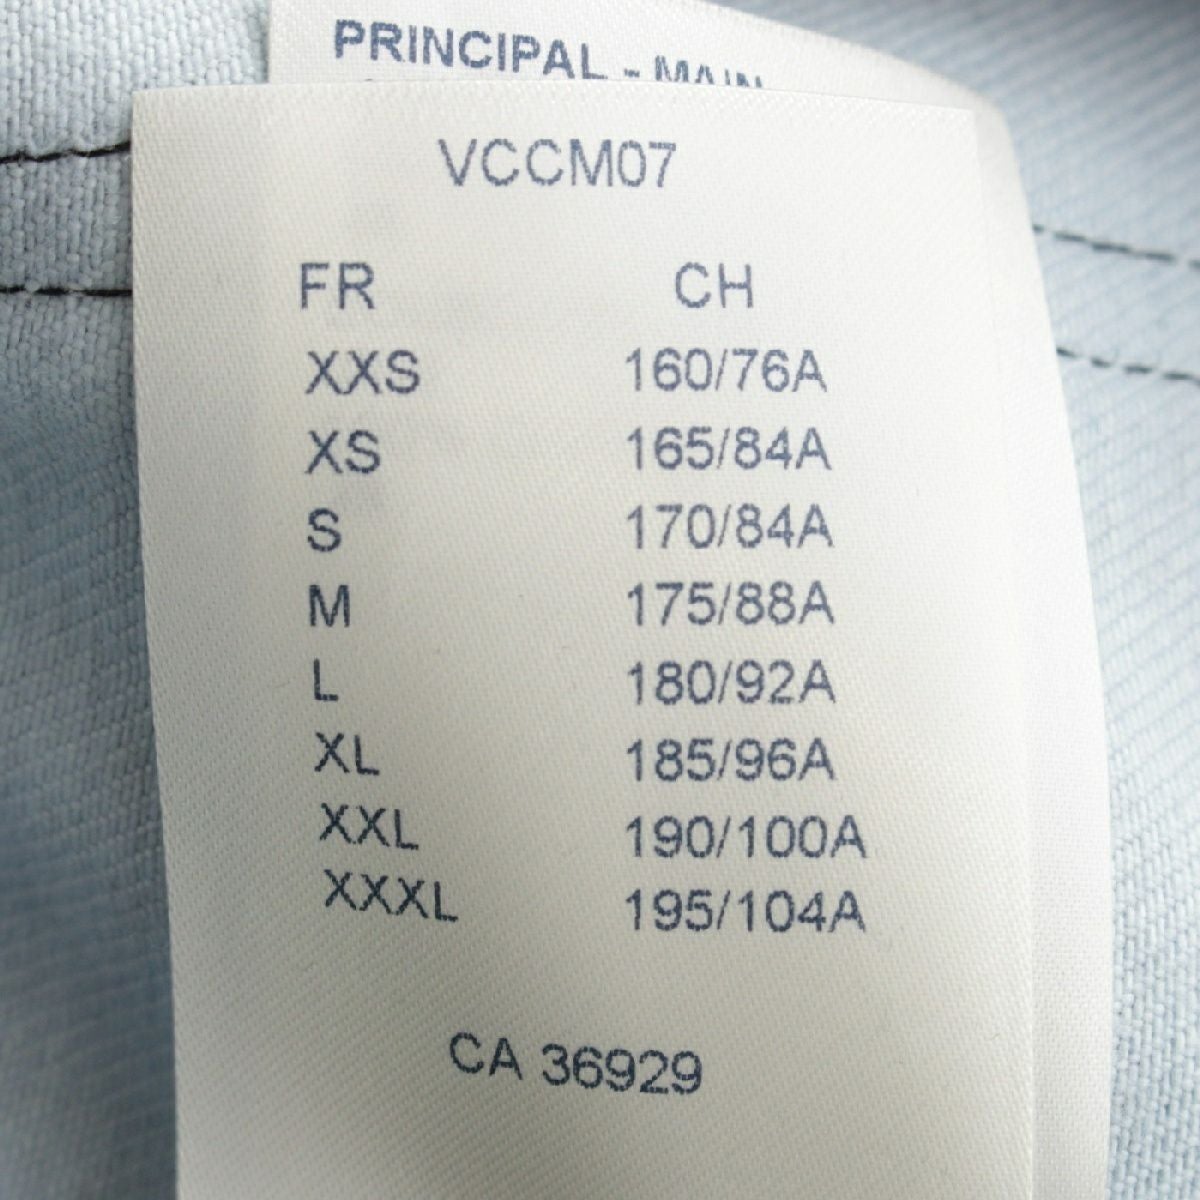 PRINCIPAL - MAIN
VCCM07
FR CH
XXS 160/76A
XS 165/84A
S 170/84A
M 175/88A
L 180/92A
XL 185/96A
XXL 190/100A
XXXL 195/104A
CA 36929